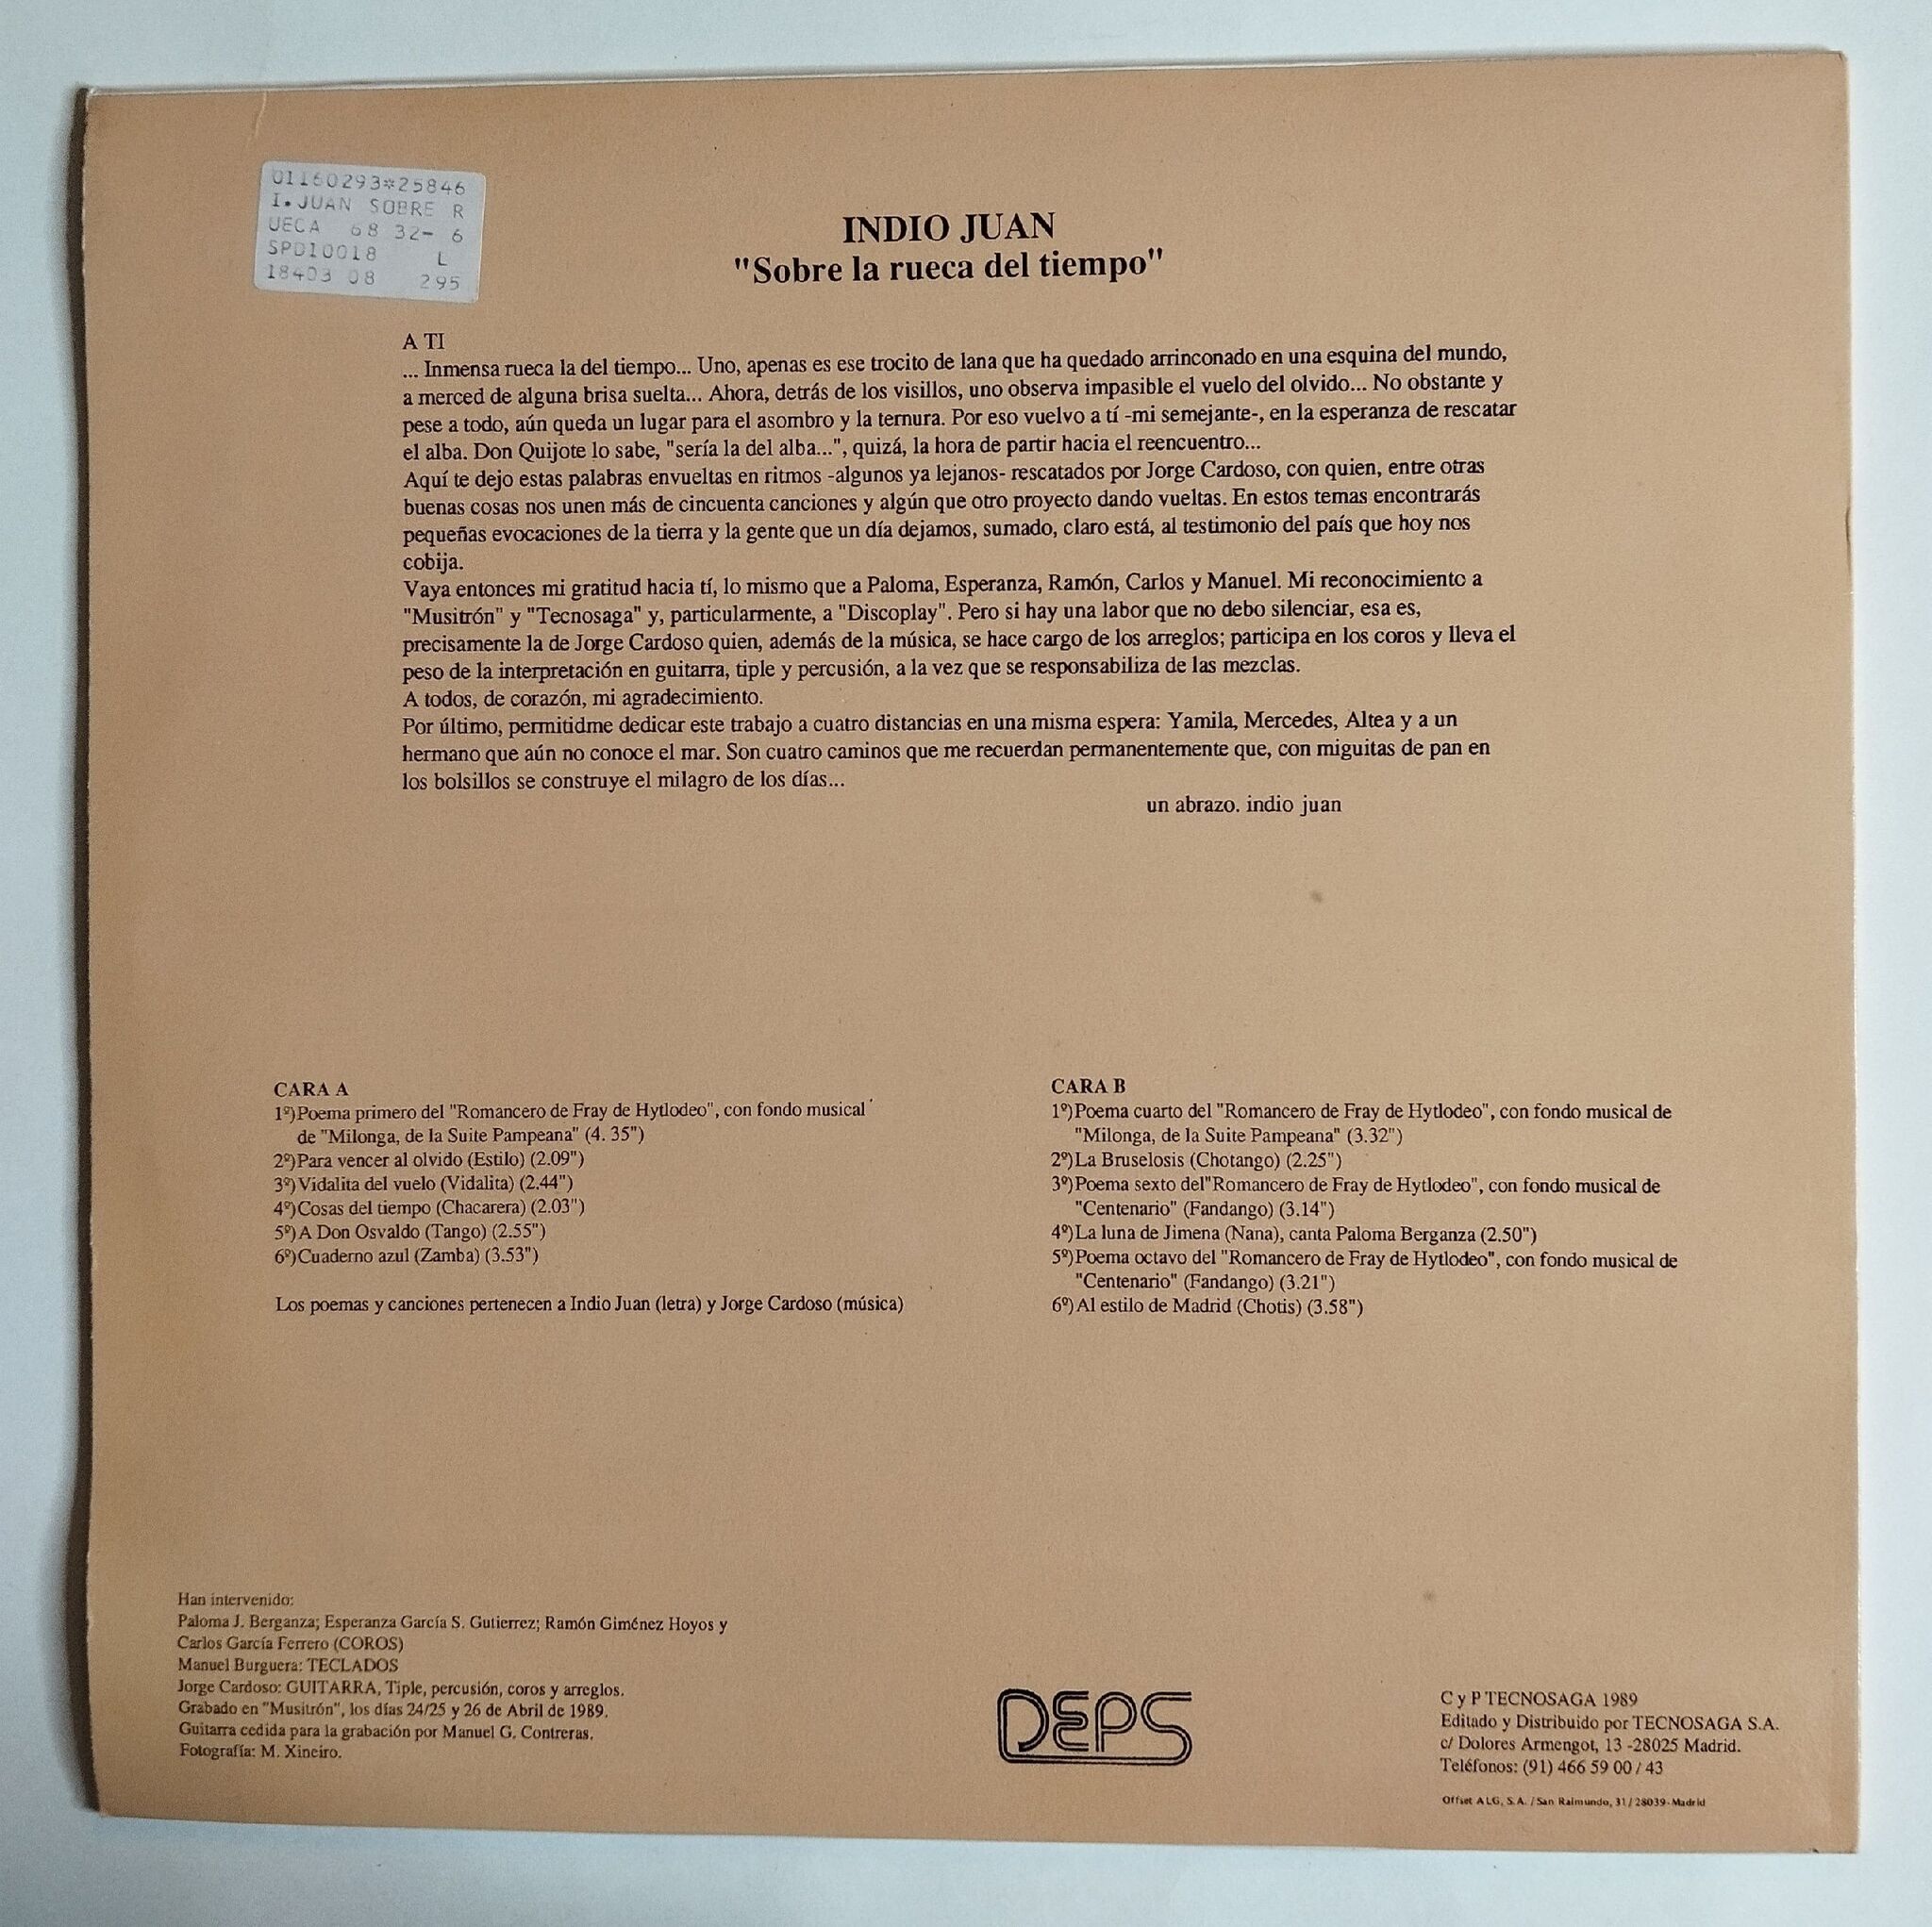 01160293*25846
I.JUAN SOBRE R
UECA 68 32- 6
SPD10018 L
18403 08 295
INDIO JUAN
"Sobre la rueca del tiempo"
A TI
... Inmensa rueca la del tiempo... Uno, apenas es ese trocito de lana que ha quedado arrinconado en una esquina del mundo,
a merced de alguna brisa suelta... Ahora, detrás de los visillos, uno observa impasible el vuelo del olvido... No obstante y
pese a todo, aún queda un lugar para el asombro y la ternura. Por eso vuelvo a tí -mi semejante-, en la esperanza de rescatar
el alba. Don Quijote lo sabe, "sería la del alba...", quizá, la hora de partir hacia el reencuentro...
Aquí te dejo estas palabras envueltas en ritmos -algunos ya lejanos- rescatados por Jorge Cardoso, con quien, entre otras
buenas cosas nos unen más de cincuenta canciones y algún que otro proyecto dando vueltas. En estos temas encontrarás
pequeñas evocaciones de la tierra y la gente que un día dejamos, sumado, claro está, al testimonio del país que hoy nos
cobija.
Vaya entonces mi gratitud hacia tí, lo mismo que a Paloma, Esperanza, Ramón, Carlos y Manuel. Mi reconocimiento a
"Musitrón" y "Tecnosaga" y, particularmente, a "Discoplay". Pero si hay una labor que no debo silenciar, esa es,
precisamente la de Jorge Cardoso quien, además de la música, se hace cargo de los arreglos; participa en los coros y lleva el
peso de la interpretación en guitarra, tiple y percusión, a la vez que se responsabiliza de las mezclas.
A todos, de corazón, mi agradecimiento.
Por último, permitidme dedicar este trabajo a cuatro distancias en una misma espera: Yamila, Mercedes, Altea y a un
hermano que aún no conoce el mar. Son cuatro caminos que me recuerdan permanentemente que, con miguitas de pan en
los bolsillos se construye el milagro de los días...
un abrazo. indio juan
CARA A
1º)Poema primero del "Romancero de Fray de Hytlodeo", con fondo musical
de "Milonga, de la Suite Pampeana" (4. 35")
2º)Para vencer al olvido (Estilo) (2.09")
3º)Vidalita del vuelo (Vidalita) (2.44")
4º)Cosas del tiempo (Chacarera) (2.03")
5º)A Don Osvaldo (Tango) (2.55")
6º)Cuaderno azul (Zamba) (3.53")
Los poemas y canciones pertenecen a Indio Juan (letra) y Jorge Cardoso (música)
CARA B
1º)Poema cuarto del "Romancero de Fray de Hytlodeo", con fondo musical de
"Milonga, de la Suite Pampeana" (3.32")
2º)La Bruselosis (Chotango) (2.25")
3º)Poema sexto del"Romancero de Fray de Hytlodeo", con fondo musical de
"Centenario" (Fandango) (3.14")
4º)La luna de Jimena (Nana), canta Paloma Berganza (2.50")
5º)Poema octavo del "Romancero de Fray de Hytlodeo", con fondo musical de
"Centenario" (Fandango) (3.21")
6º)Al estilo de Madrid (Chotis) (3.58")
Han intervenido:
Paloma J. Berganza; Esperanza García S. Gutierrez; Ramón Giménez Hoyos y
Carlos García Ferrero (COROS)
Manuel Burguera: TECLADOS
Jorge Cardoso: GUITARRA, Tiple, percusión, coros y arreglos.
Grabado en "Musitrón", los días 24/25 y 26 de Abril de 1989.
Guitarra cedida para la grabación por Manuel G. Contreras.
Fotografía: M. Xineiro.
DEPS
C y P TECNOSAGA 1989
Editado y Distribuido por TECNOSAGA S.A.
c/ Dolores Armengot, 13 -28025 Madrid.
Teléfonos: (91) 466 59 00 / 43
Offset ALG, S.A. / San Raimundo, 31 / 28039-Madrid